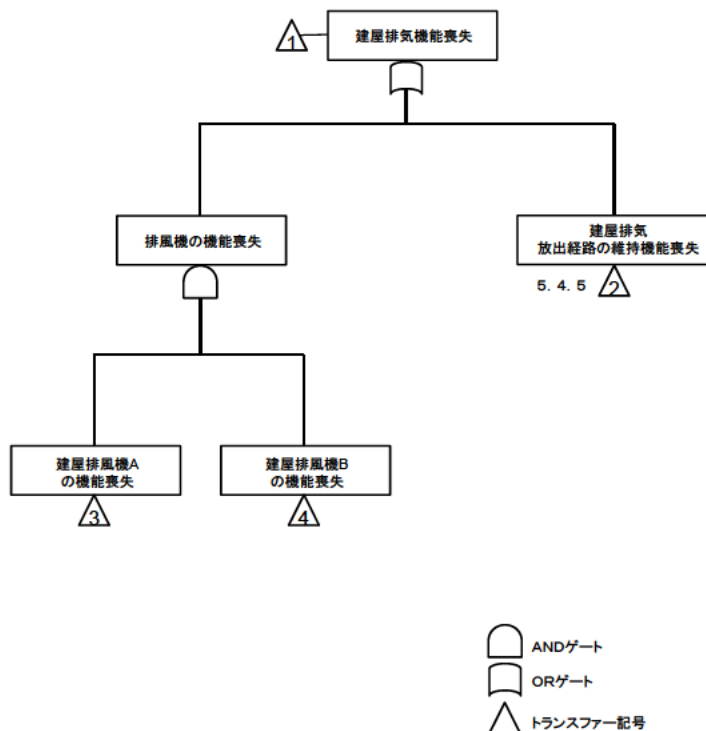 1
建屋排気機能喪失
排風機の機能喪失
建屋排気
放出経路の維持機能喪失
5.4.5
2
建屋排風機A
の機能喪失
3
建屋排風機B
の機能喪失
4
ANDゲート
ORゲート
トランスファー記号